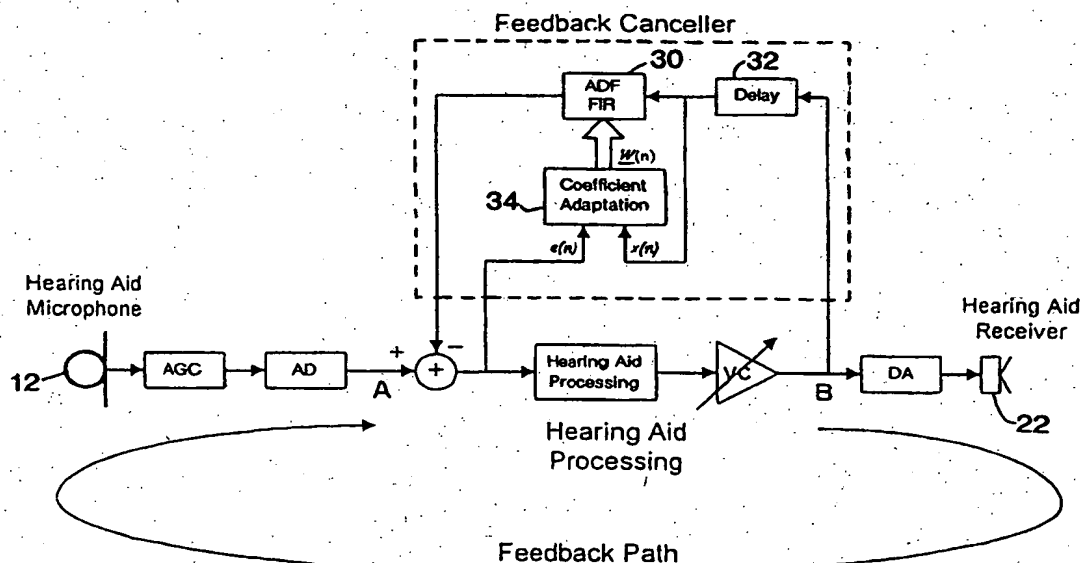 Feedback Canceller
30
32
ADF
FIR
Delay
W(n)
34
Coefficient
Adaptation
e(n)
x(n)
Hearing Aid
Microphone
Hearing Aid
Receiver
12
AGC
AD
+
−
+
A
Hearing Aid
Processing
VC
B
DA
22
Hearing Aid
Processing
Feedback Path